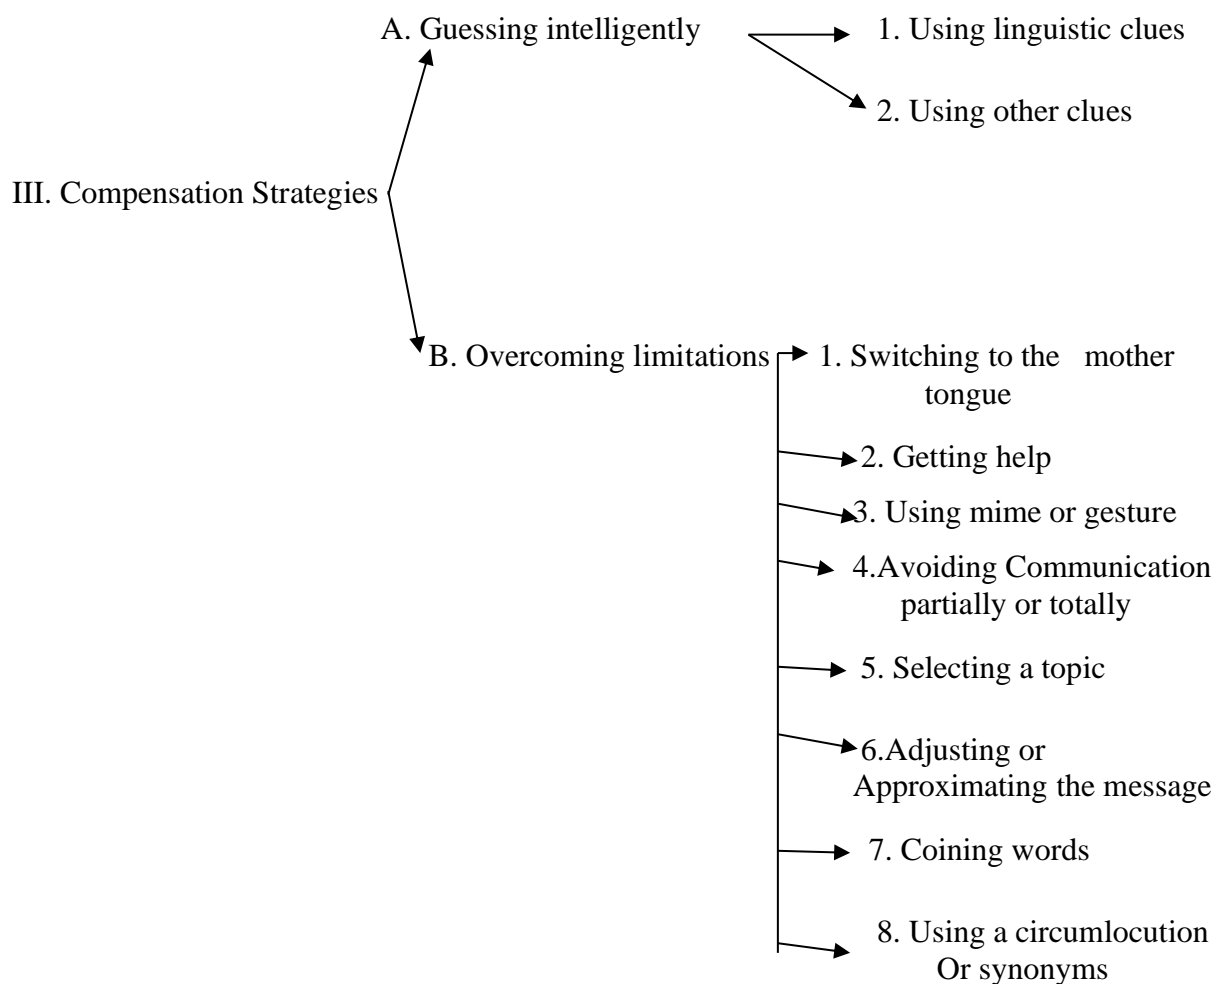 A. Guessing intelligently
1. Using linguistic clues
2. Using other clues
III. Compensation Strategies
B. Overcoming limitations
1. Switching to the mother
tongue
2. Getting help
3. Using mime or gesture
4.Avoiding Communication
partially or totally
5. Selecting a topic
6.Adjusting or
Approximating the message
7. Coining words
8. Using a circumlocution
Or synonyms